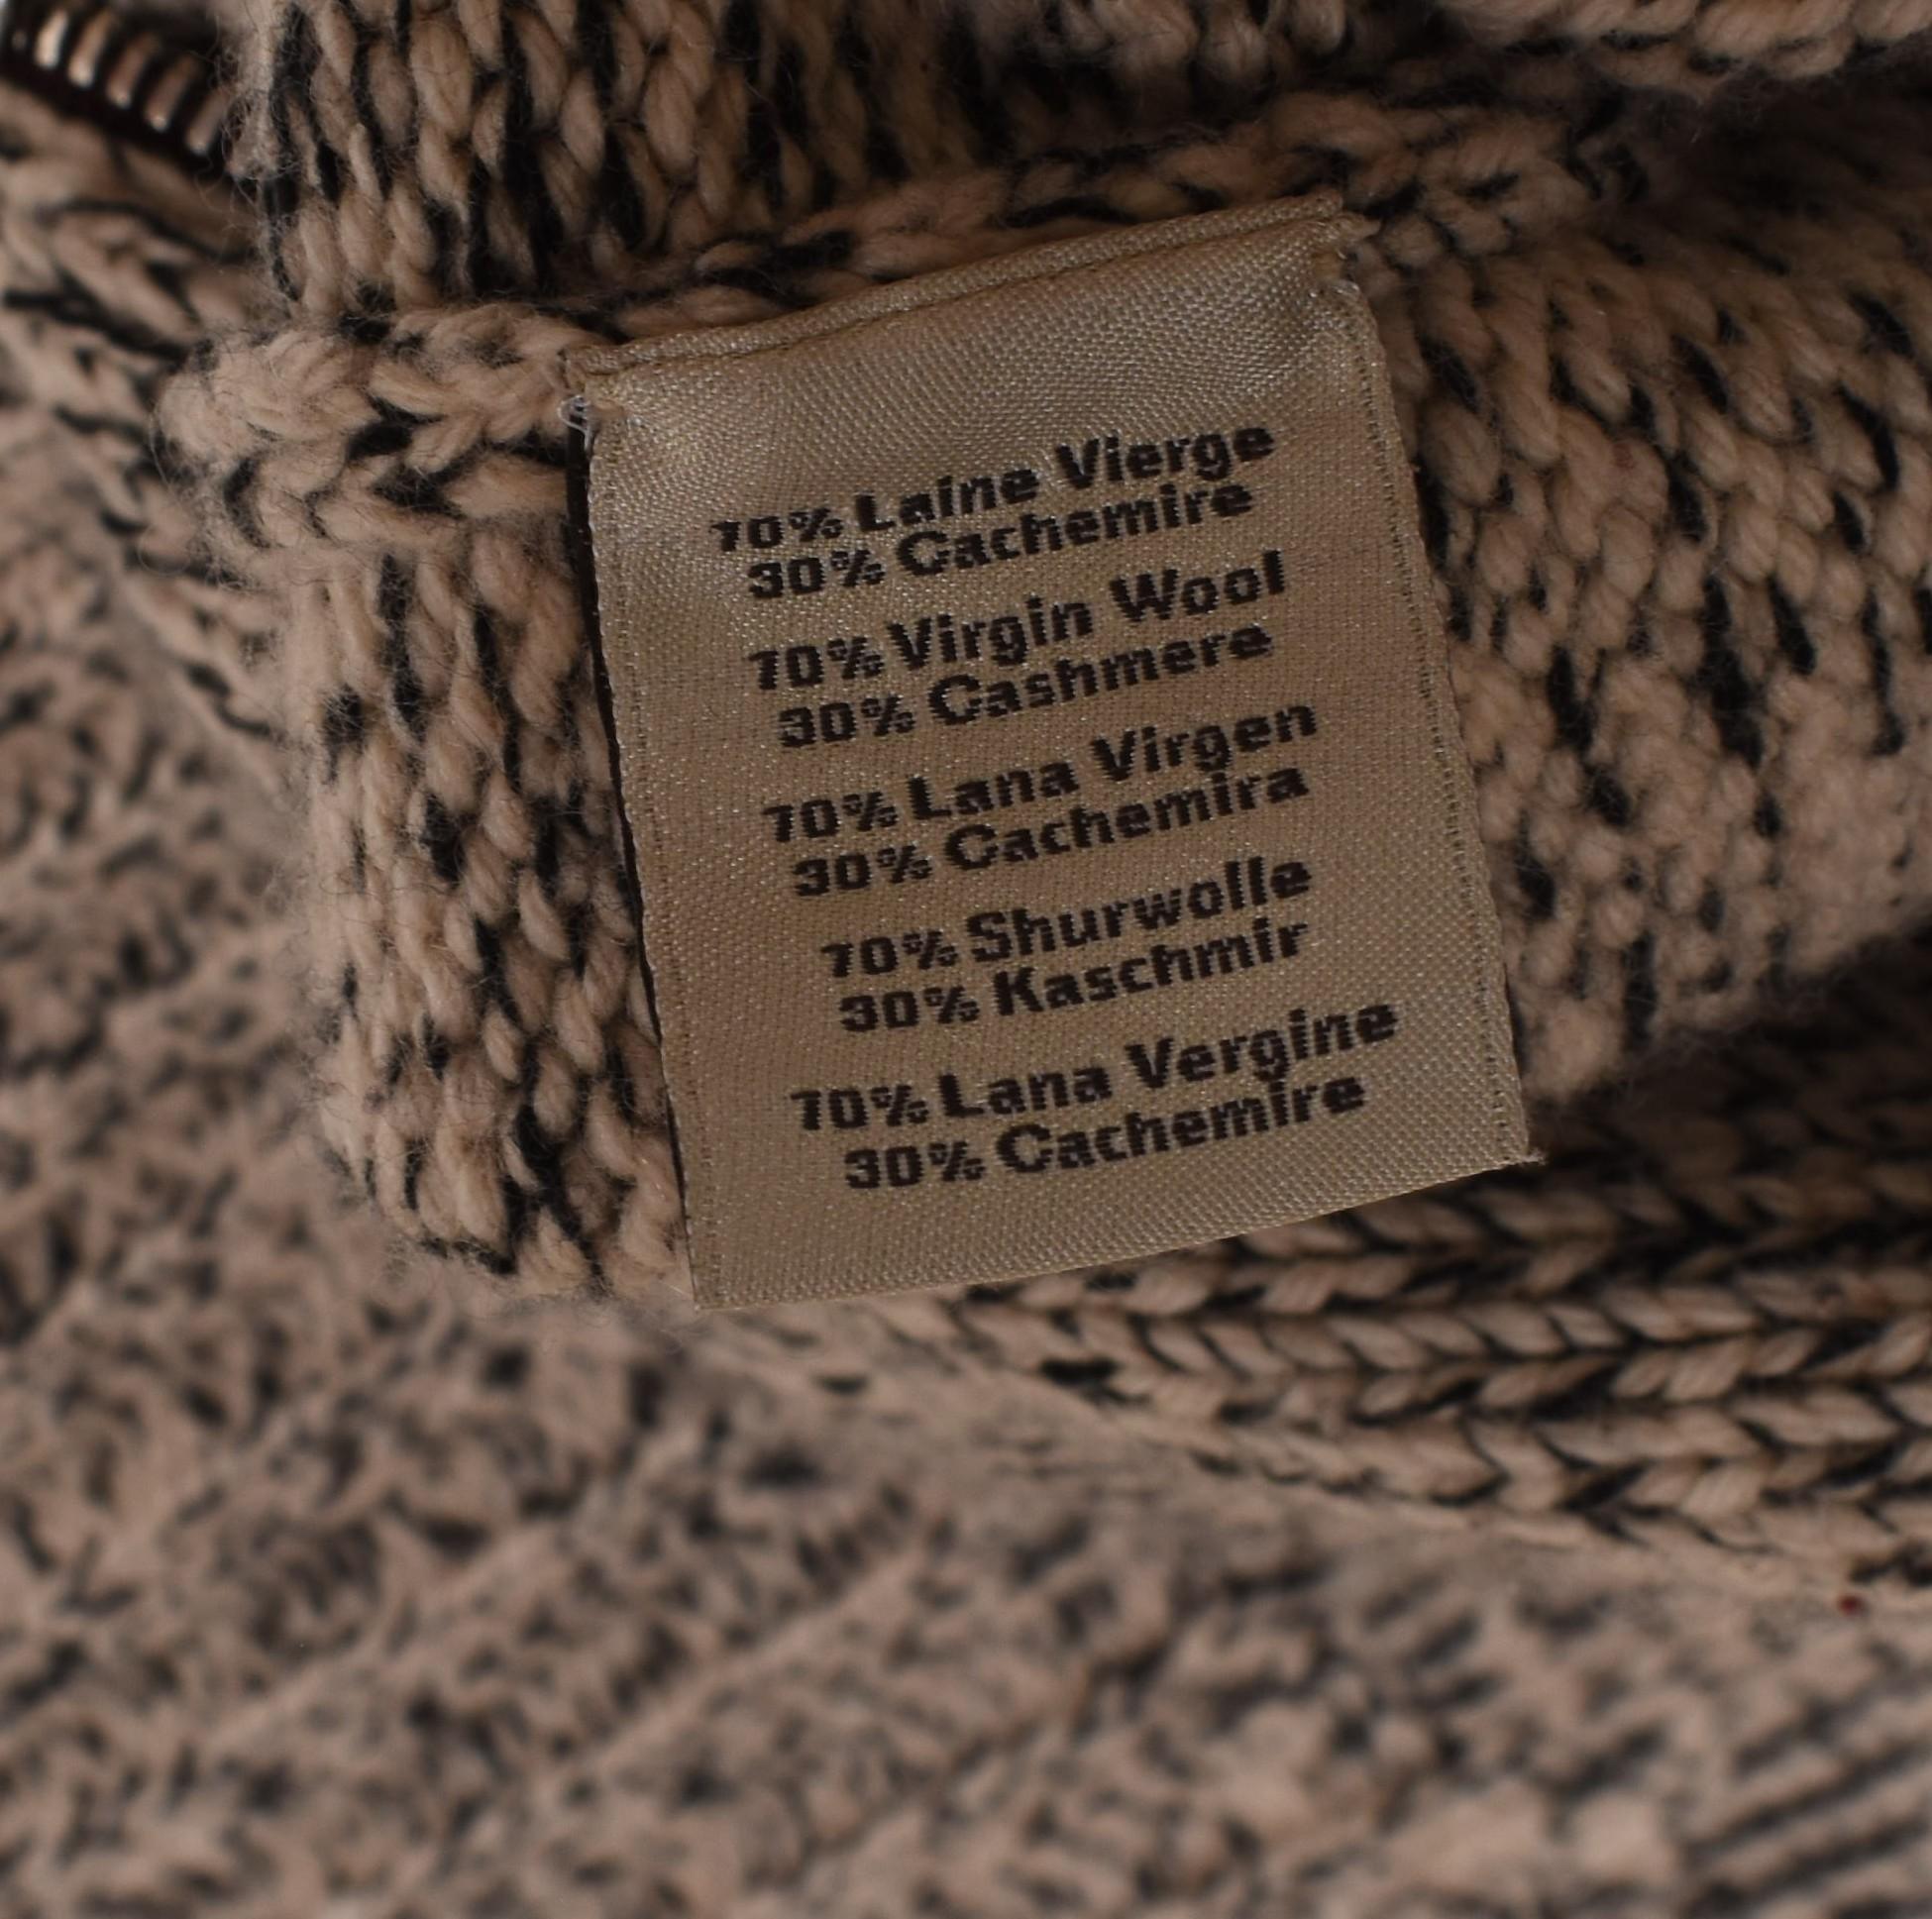 70% Laine Vierge
30% Cachemire
70% Virgin Wool
30% Cashmere
70% Lana Virgen
30% Cachemira
70% Shurwolle
30% Kaschmir
70% Lana Vergine
30% Cachemire